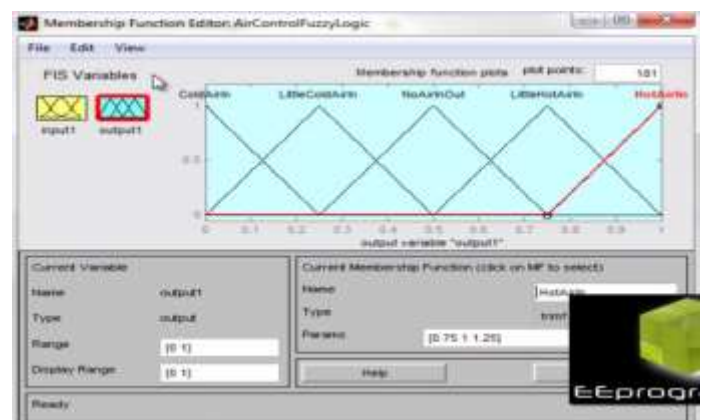 Membership Function Editor: AirControlFuzzyLogic
File Edit View
FIS Variables
Membership function plots plot points: 181
input1 output1
ColdAirIn LittleColdAirIn NoAirInOut LittleHotAirIn HotAirIn
1
0.5
0
0 0.1 0.2 0.3 0.4 0.5 0.6 0.7 0.8 0.9 1
output variable "output1"
Current Variable
Name output1
Type output
Range [0 1]
Display Range [0 1]
Current Membership Function (click on MF to select)
Name HotAirIn
Type trimf
Params [0.75 1 1.25]
Help
Ready
EEprogr